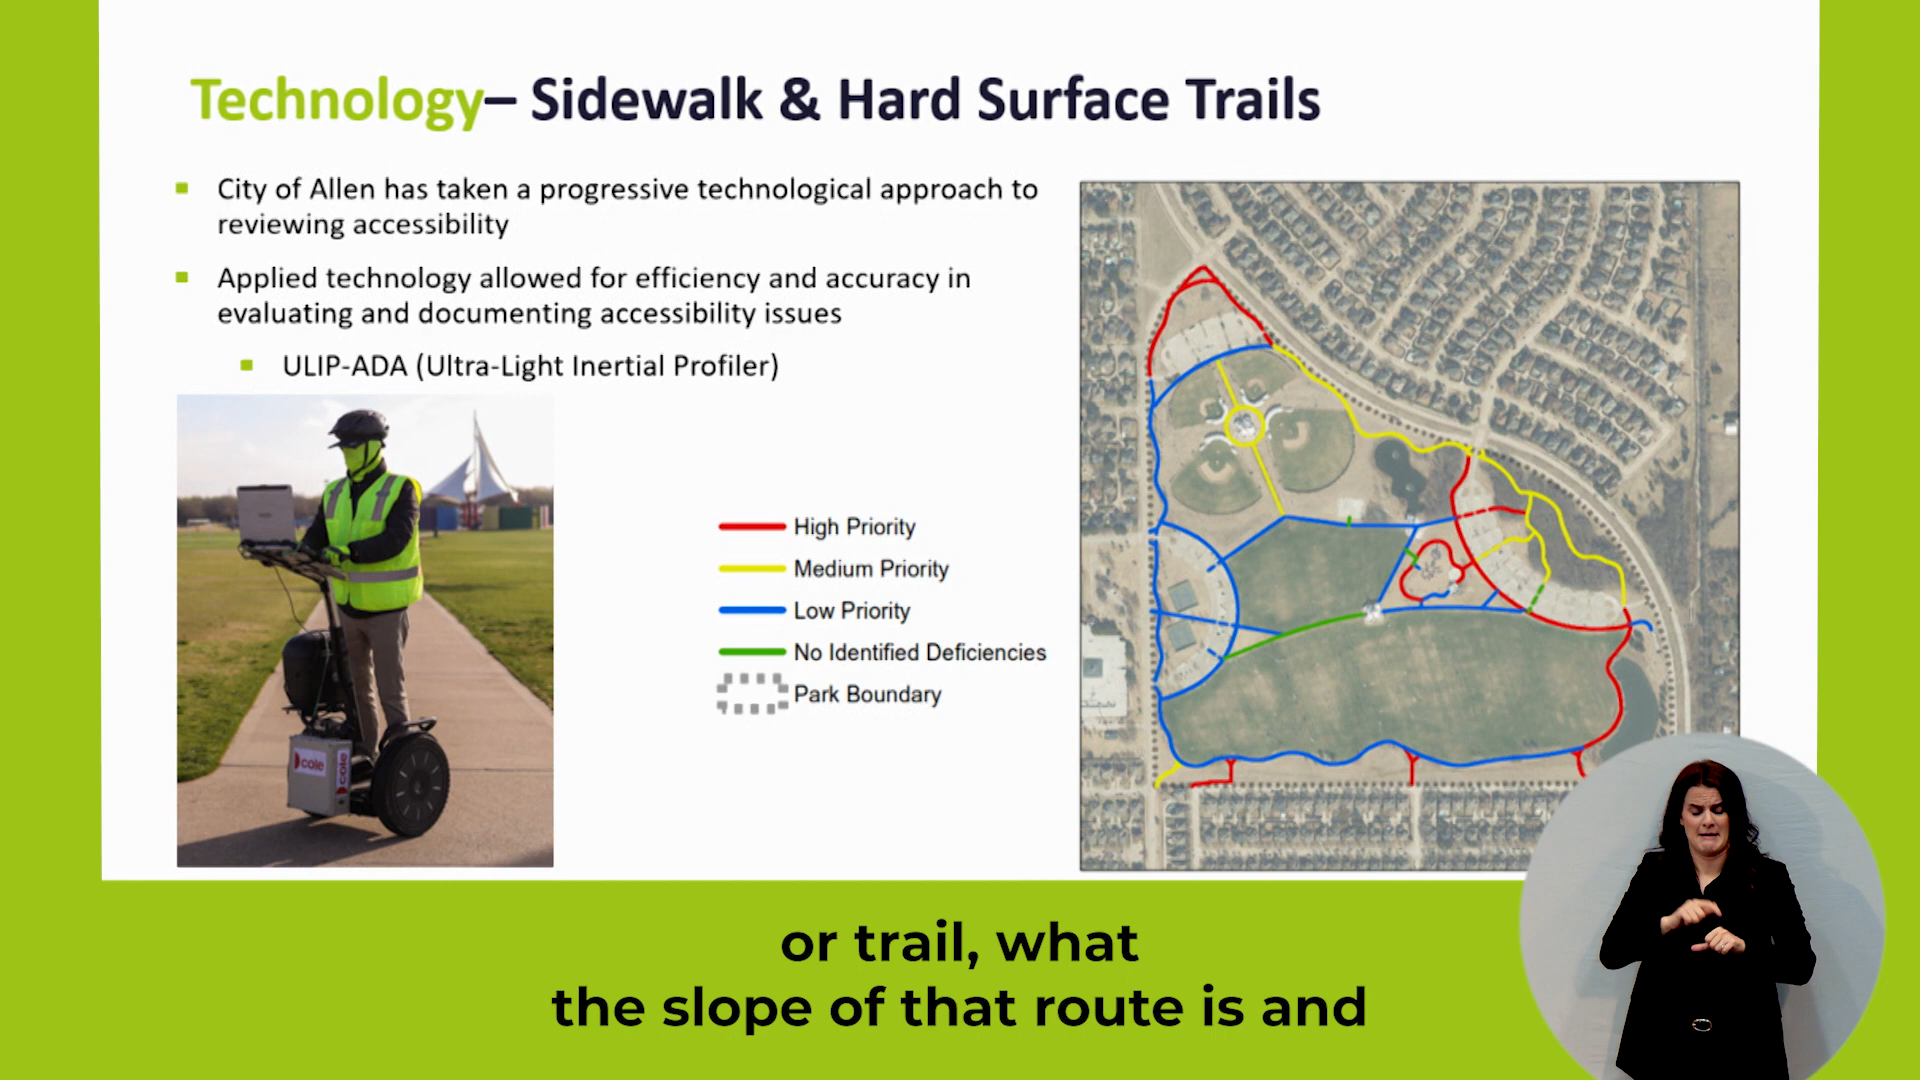 Technology– Sidewalk & Hard Surface Trails
City of Allen has taken a progressive technological approach to
reviewing accessibility
Applied technology allowed for efficiency and accuracy in
evaluating and documenting accessibility issues
ULIP-ADA (Ultra-Light Inertial Profiler)
High Priority
Medium Priority
Low Priority
No Identified Deficiencies
Park Boundary
cole
cole
or trail, what
the slope of that route is and